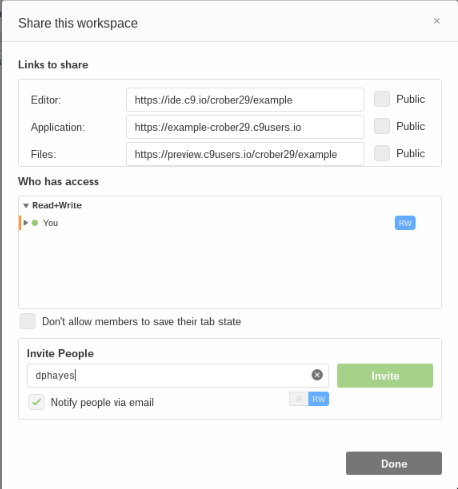 Share this workspace ×
Links to share
Editor: https://ide.c9.io/crober29/example Public
Application: https://example-crober29.c9users.io Public
Files: https://preview.c9users.io/crober29/example Public
Who has access
Read+Write
You RW
Don't allow members to save their tab state
Invite People
dphayes Invite
Notify people via email R RW
Done